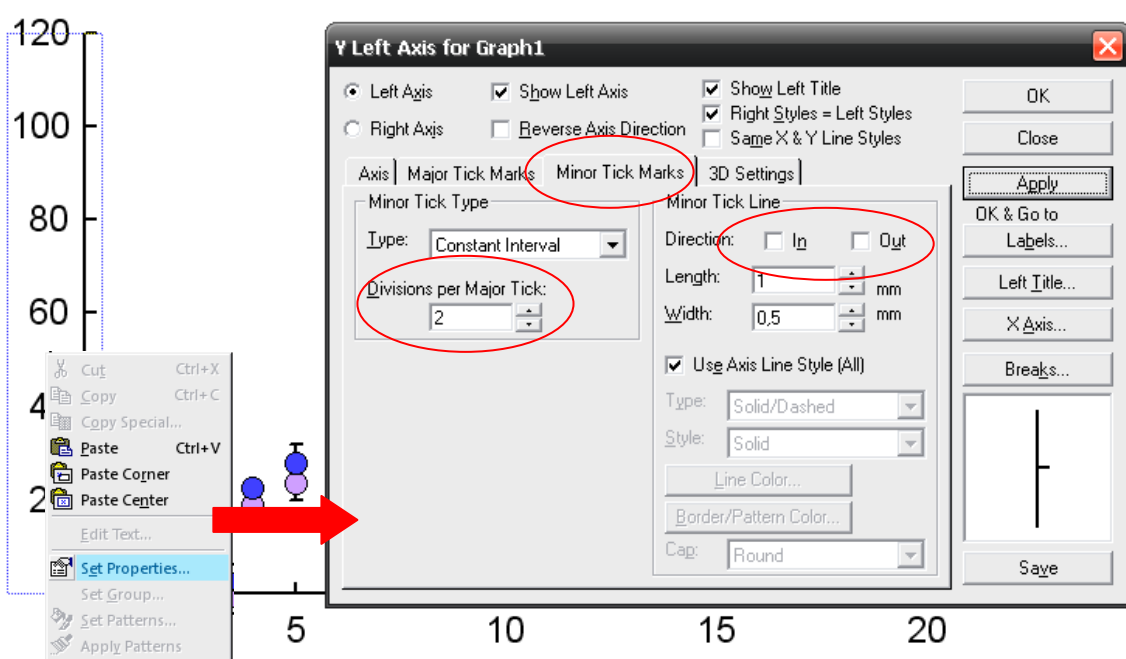 120
100
80
60
4
2
5
10
15
20
Cut Ctrl+X
Copy Ctrl+C
Copy Special...
Paste Ctrl+V
Paste Corner
Paste Center
Edit Text...
Set Properties...
Set Group...
Set Patterns...
Apply Patterns
Y Left Axis for Graph1
Left Axis
Show Left Axis
Show Left Title
Right Axis
Reverse Axis Direction
Right Styles = Left Styles
Same X & Y Line Styles
Axis
Major Tick Marks
Minor Tick Marks
3D Settings
Minor Tick Type
Type: Constant Interval
Divisions per Major Tick:
2
Minor Tick Line
Direction: In Out
Length: 1 mm
Width: 0,5 mm
Use Axis Line Style (All)
Type: Solid/Dashed
Style: Solid
Line Color...
Border/Pattern Color...
Cap: Round
OK
Close
Apply
OK & Go to
Labels...
Left Title...
X Axis...
Breaks...
Save